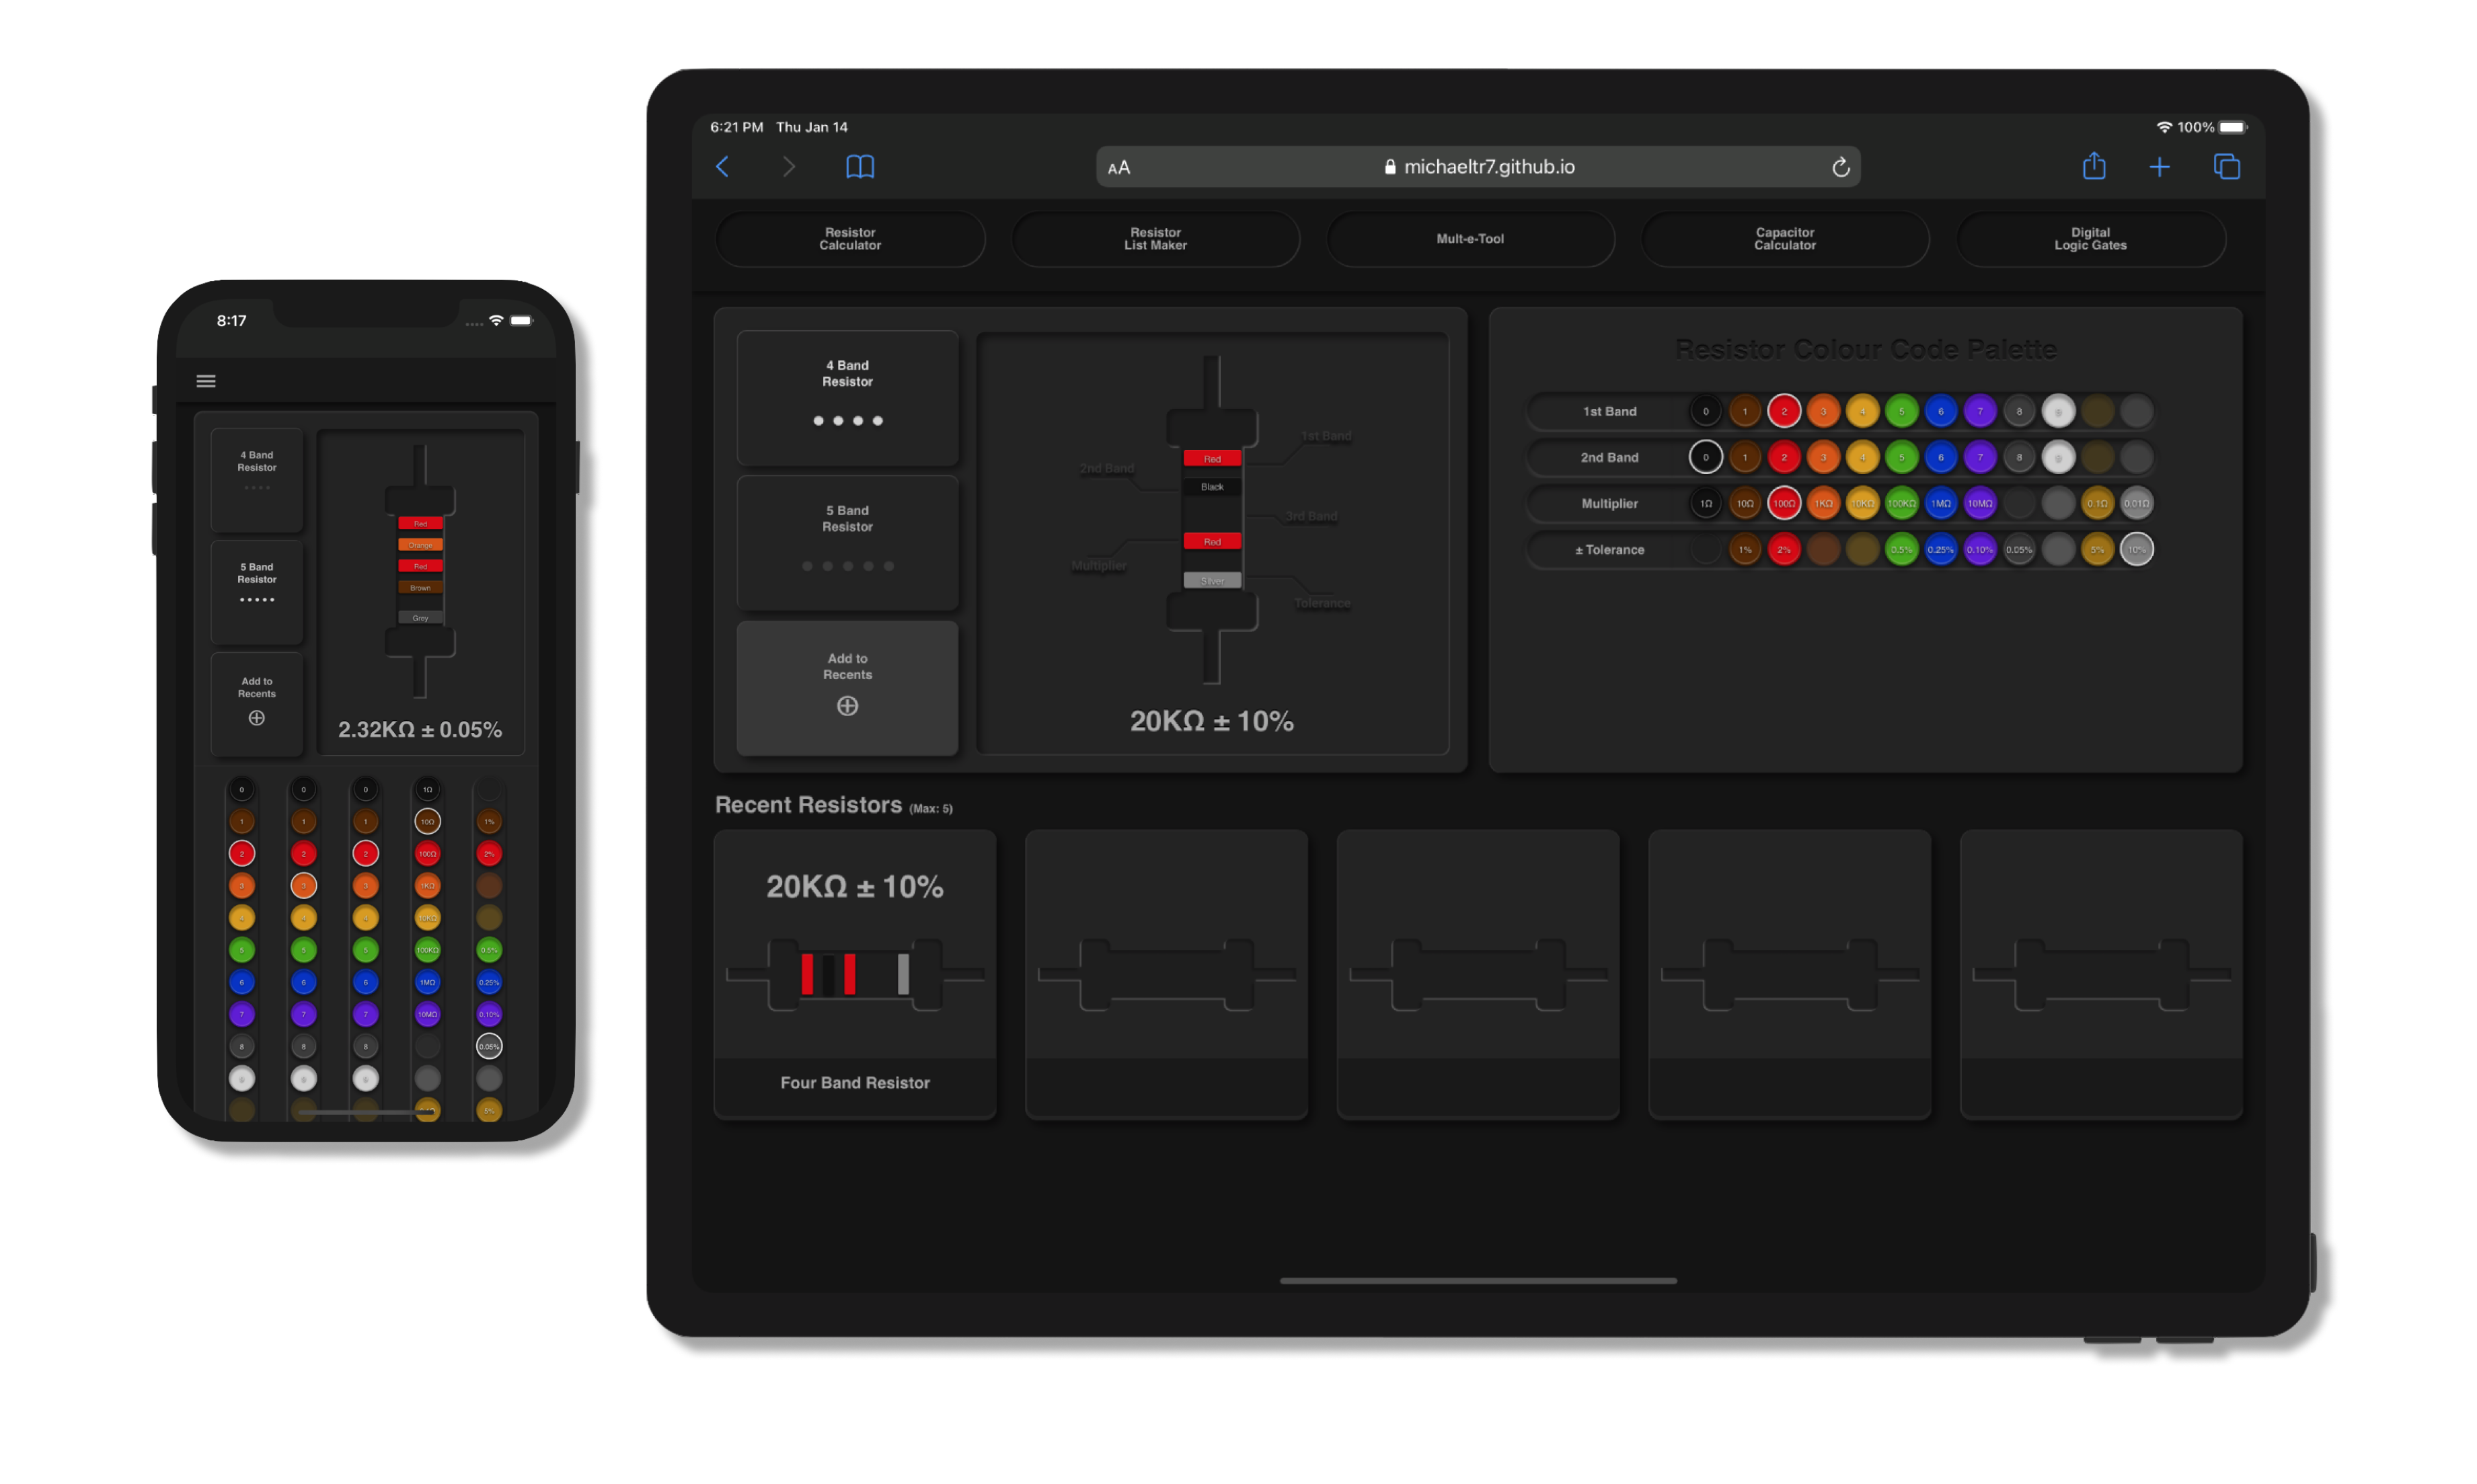 8:17
4 Band
Resistor
5 Band
Resistor
Add to
Recents
Red
Orange
Red
Brown
Grey
2.32KΩ ± 0.05%
0 0 0 1Ω
1 1 1 10Ω 1%
2 2 2 100Ω 2%
3 3 3 1KΩ
4 4 4 10KΩ
5 5 5 100KΩ 0.5%
6 6 6 1MΩ 0.25%
7 7 7 10MΩ 0.10%
8 8 8 0.05%
9 9 9
5%
6:21 PM Thu Jan 14
100%
AA
michaeltr7.github.io
Resistor
Calculator
Resistor
List Maker
Mult-e-Tool
Capacitor
Calculator
Digital
Logic Gates
4 Band
Resistor
5 Band
Resistor
Add to
Recents
1st Band
2nd Band
3rd Band
Multiplier
Tolerance
Red
Black
Red
Silver
20KΩ ± 10%
Resistor Colour Code Palette
1st Band 0 1 2 3 4 5 6 7 8 9
2nd Band 0 1 2 3 4 5 6 7 8 9
Multiplier 1Ω 10Ω 100Ω 1KΩ 10KΩ 100KΩ 1MΩ 10MΩ 0.1Ω 0.01Ω
± Tolerance 1% 2% 0.5% 0.25% 0.10% 0.05% 5% 10%
Recent Resistors (Max: 5)
20KΩ ± 10%
Four Band Resistor